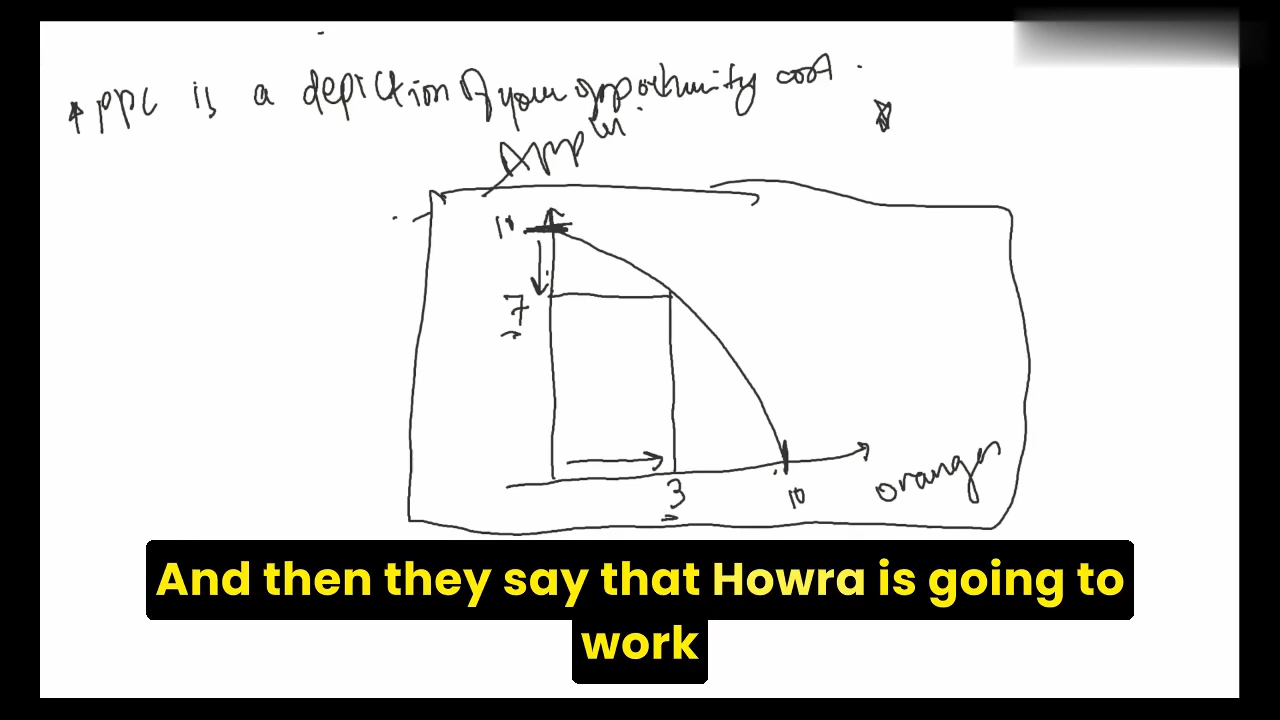 * PPC is a depiction of your opportunity cost.
Apples
10
7
3
10
oranges
And then they say that Howra is going to
work